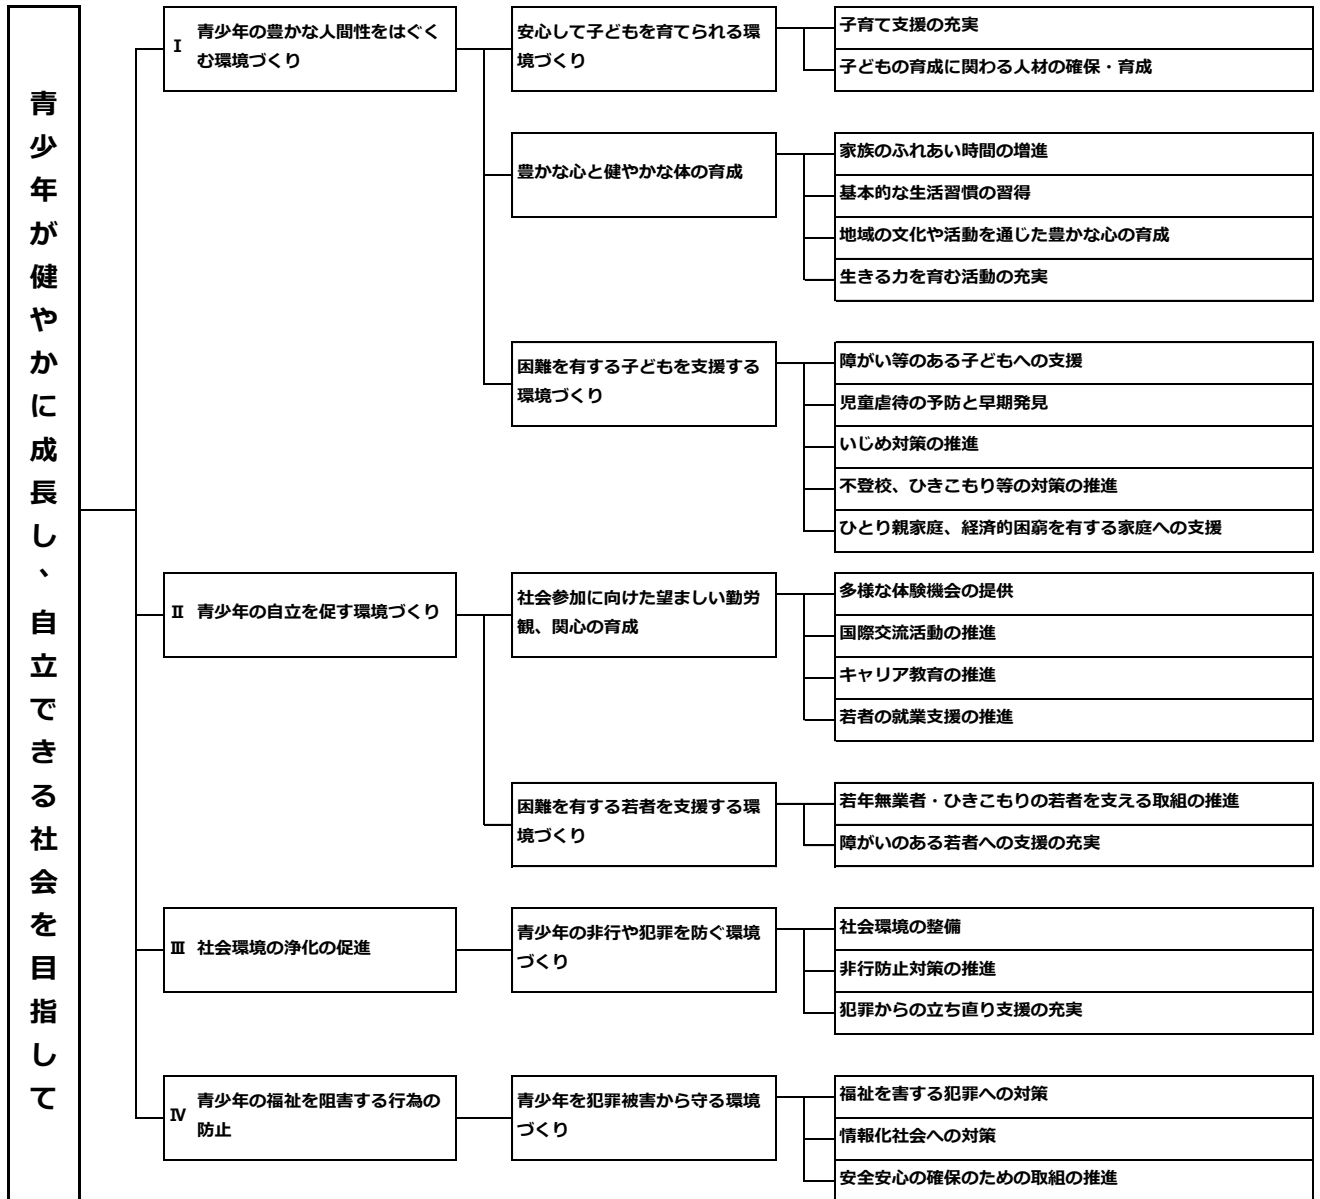 青少年が健やかに成長し、自立できる社会を目指して
Ⅰ 青少年の豊かな人間性をはぐく
む環境づくり
安心して子どもを育てられる環
境づくり
子育て支援の充実
子どもの育成に関わる人材の確保・育成
豊かな心と健やかな体の育成
家族のふれあい時間の増進
基本的な生活習慣の習得
地域の文化や活動を通じた豊かな心の育成
生きる力を育む活動の充実
困難を有する子どもを支援する
環境づくり
障がい等のある子どもへの支援
児童虐待の予防と早期発見
いじめ対策の推進
不登校、ひきこもり等の対策の推進
ひとり親家庭、経済的困窮を有する家庭への支援
Ⅱ 青少年の自立を促す環境づくり
社会参加に向けた望ましい勤労
観、関心の育成
多様な体験機会の提供
国際交流活動の推進
キャリア教育の推進
若者の就業支援の推進
困難を有する若者を支援する環
境づくり
若年無業者・ひきこもりの若者を支える取組の推進
障がいのある若者への支援の充実
Ⅲ 社会環境の浄化の促進
青少年の非行や犯罪を防ぐ環境
づくり
社会環境の整備
非行防止対策の推進
犯罪からの立ち直り支援の充実
Ⅳ 青少年の福祉を阻害する行為の
防止
青少年を犯罪被害から守る環境
づくり
福祉を害する犯罪への対策
情報化社会への対策
安全安心の確保のための取組の推進